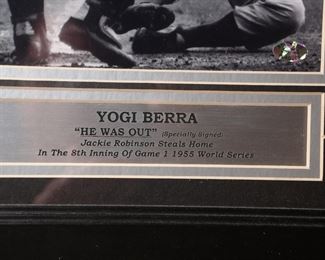 YOGI BERRA
"HE WAS OUT" (Specially Signed)
Jackie Robinson Steals Home
In The 8th Inning Of Game 1 1955 World Series